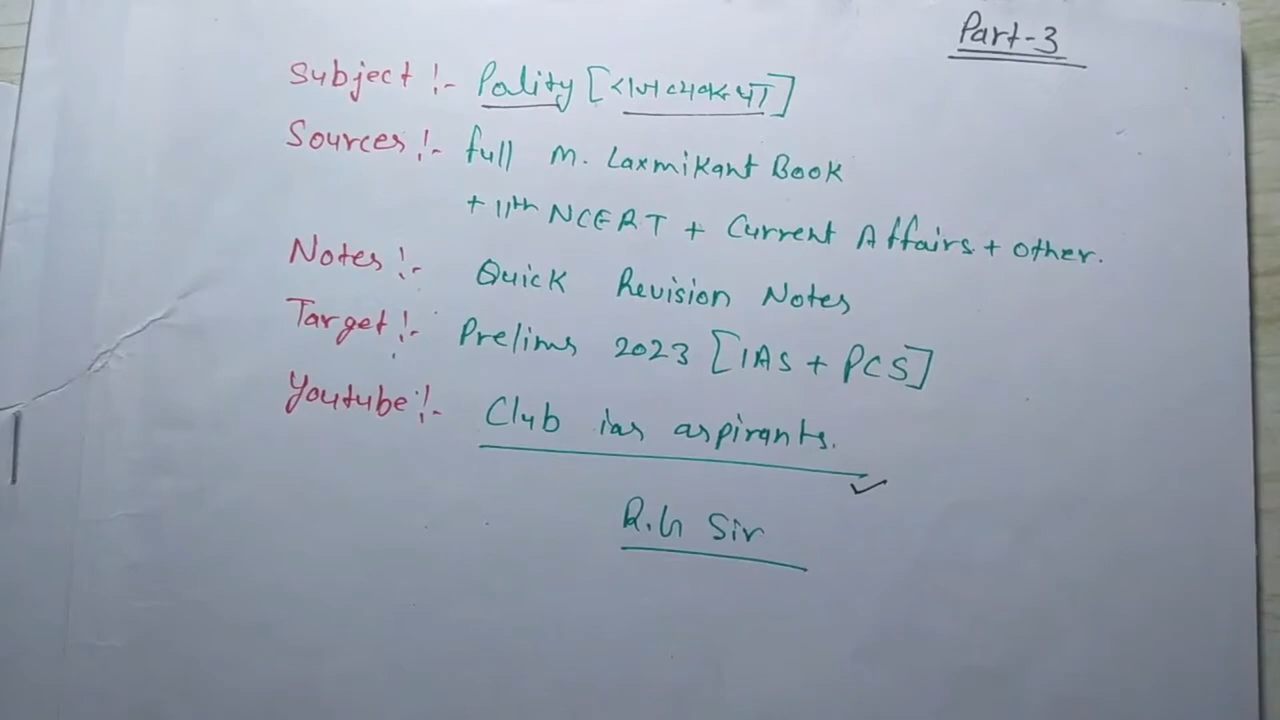 Part-3
Subject :- Polity [राजव्यवस्था]
Sources :- full M. Laxmikant Book
+ 11th NCERT + Current Affairs + other.
Notes :- Quick Revision Notes
Target :- Prelims 2023 [IAS + PCS]
Youtube :- Club ias aspirants.
Sir